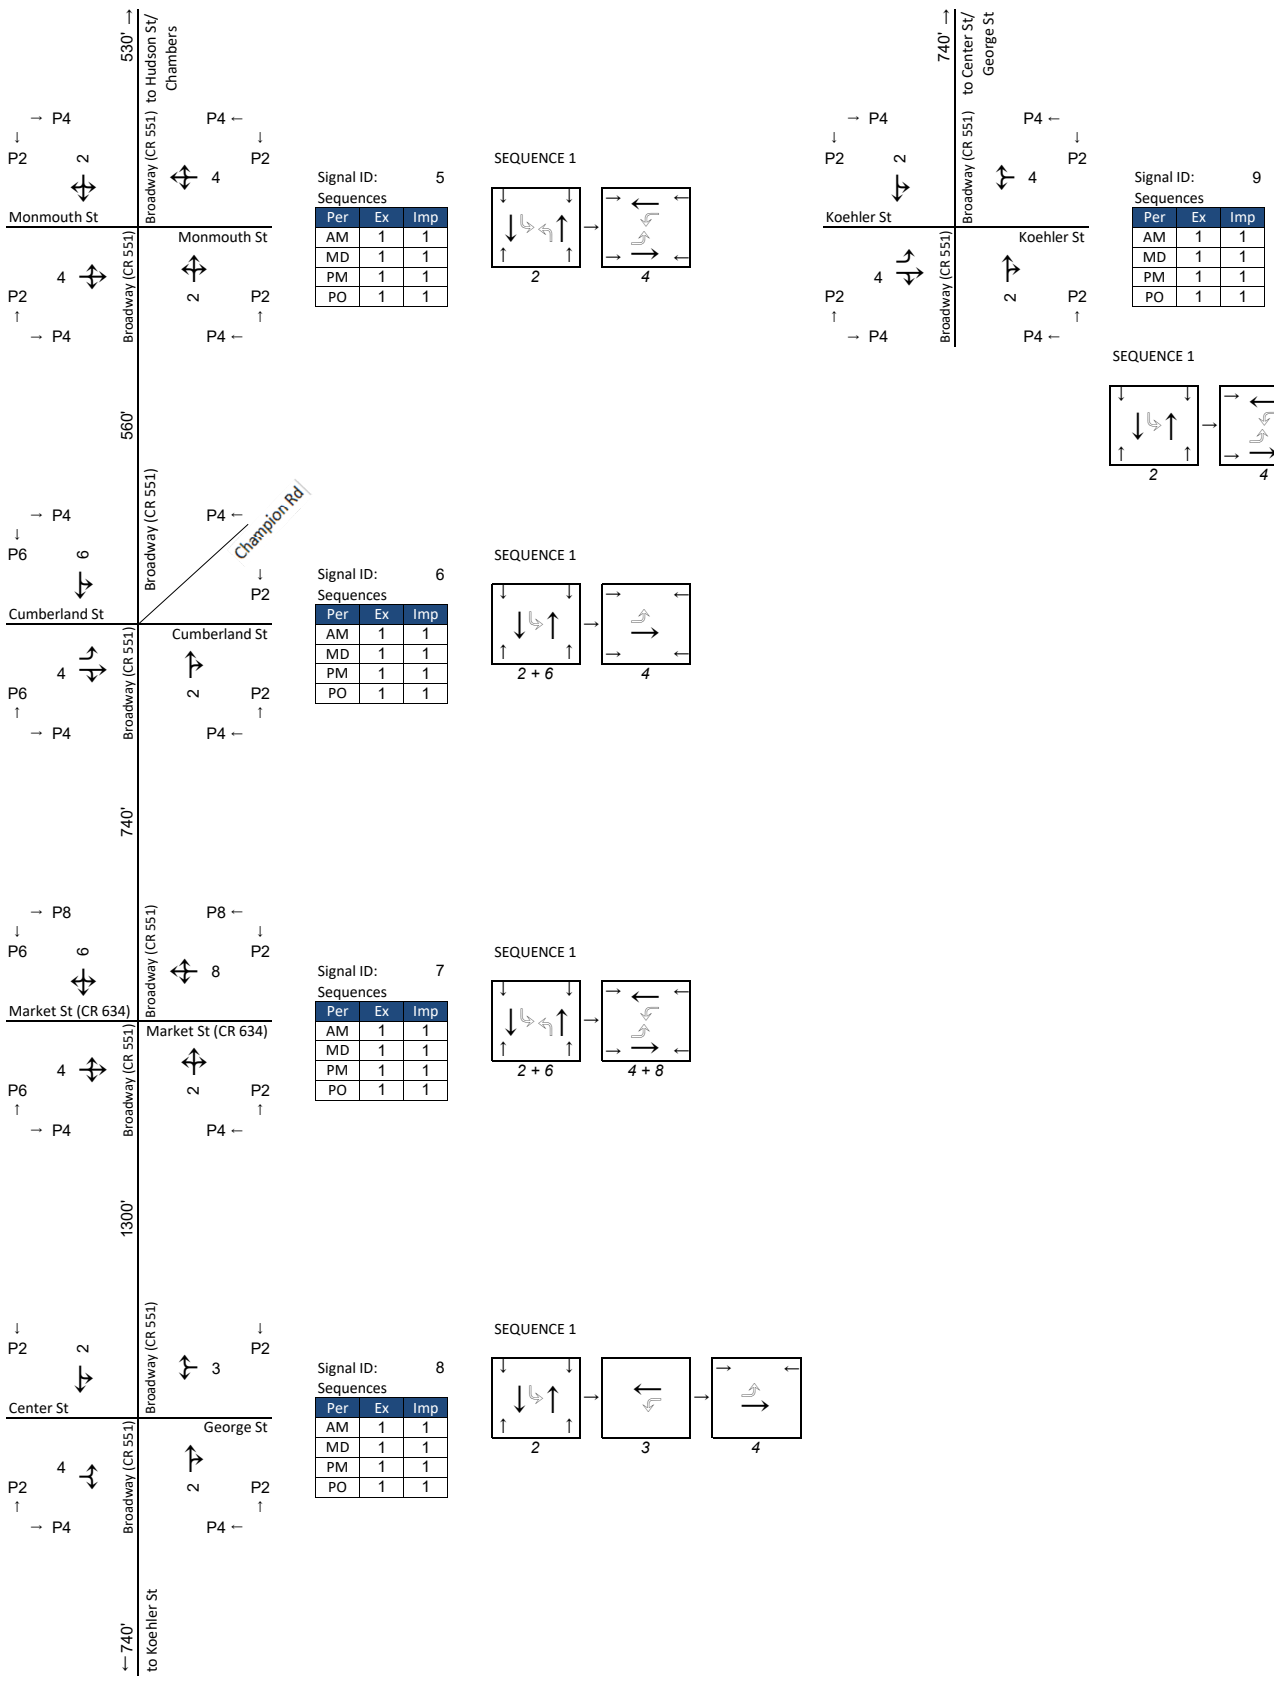 530' →
Broadway (CR 551) to Hudson St/
Chambers
→ P4
P4 ←
↓
↓
P2
P2
2
4
Monmouth St
Monmouth St
Broadway (CR 551)
4
2
P2
P2
↑
↑
→ P4
P4 ←
Signal ID: 5
Sequences
Per Ex Imp
AM 1 1
MD 1 1
PM 1 1
PO 1 1
SEQUENCE 1
2
4
560'
Broadway (CR 551)
→ P4
P4 ←
Champion Rd
↓
P6
6
↓
P2
Cumberland St
Cumberland St
Broadway (CR 551)
4
2
P6
P2
↑
↑
→ P4
P4 ←
Signal ID: 6
Sequences
Per Ex Imp
AM 1 1
MD 1 1
PM 1 1
PO 1 1
SEQUENCE 1
2 + 6
4
740'
Broadway (CR 551)
→ P8
P8 ←
↓
↓
P6
P2
6
8
Market St (CR 634)
Market St (CR 634)
Broadway (CR 551)
4
2
P6
P2
↑
↑
→ P4
P4 ←
Signal ID: 7
Sequences
Per Ex Imp
AM 1 1
MD 1 1
PM 1 1
PO 1 1
SEQUENCE 1
2 + 6
4 + 8
1300'
Broadway (CR 551)
↓
↓
P2
P2
2
3
Center St
George St
Broadway (CR 551)
4
2
P2
P2
↑
↑
→ P4
P4 ←
Signal ID: 8
Sequences
Per Ex Imp
AM 1 1
MD 1 1
PM 1 1
PO 1 1
SEQUENCE 1
2
3
4
← 740'
to Koehler St
740' →
Broadway (CR 551) to Center St/
George St
→ P4
P4 ←
↓
↓
P2
P2
2
4
Koehler St
Koehler St
Broadway (CR 551)
4
2
P2
P2
↑
↑
→ P4
P4 ←
Signal ID: 9
Sequences
Per Ex Imp
AM 1 1
MD 1 1
PM 1 1
PO 1 1
SEQUENCE 1
2
4